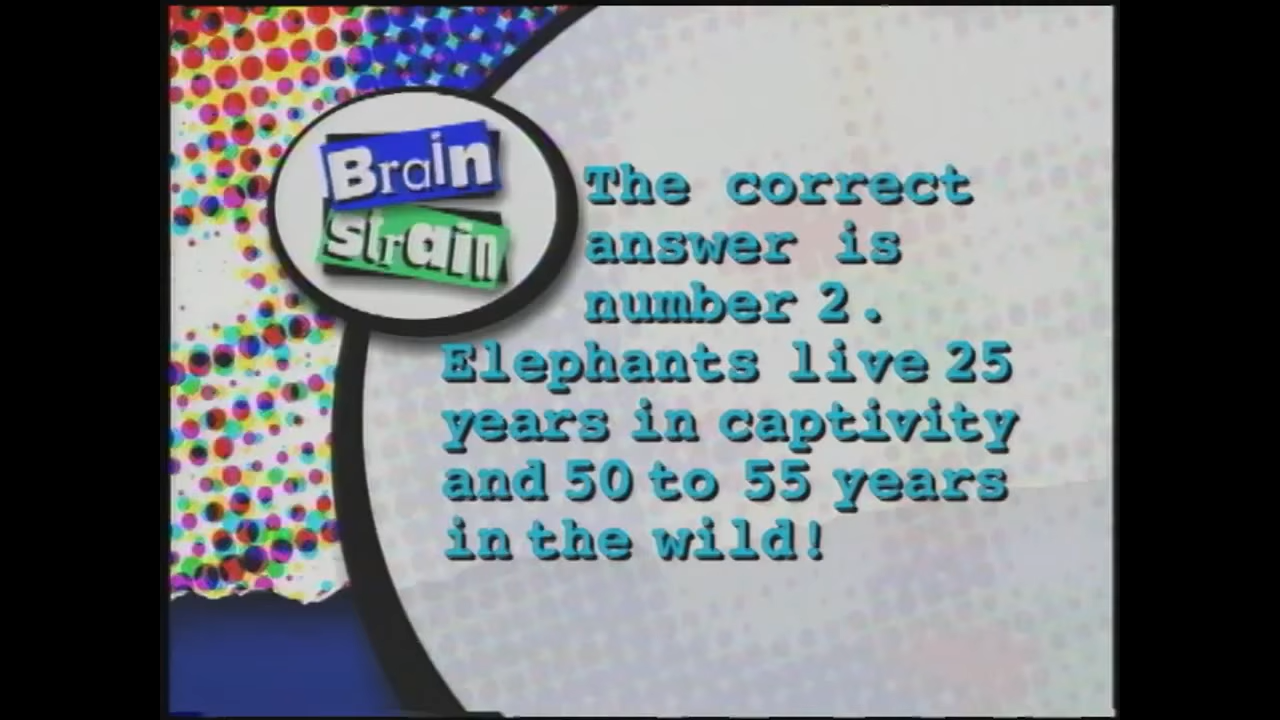 Brain
strain
The correct
answer is
number 2.
Elephants live 25
years in captivity
and 50 to 55 years
in the wild!